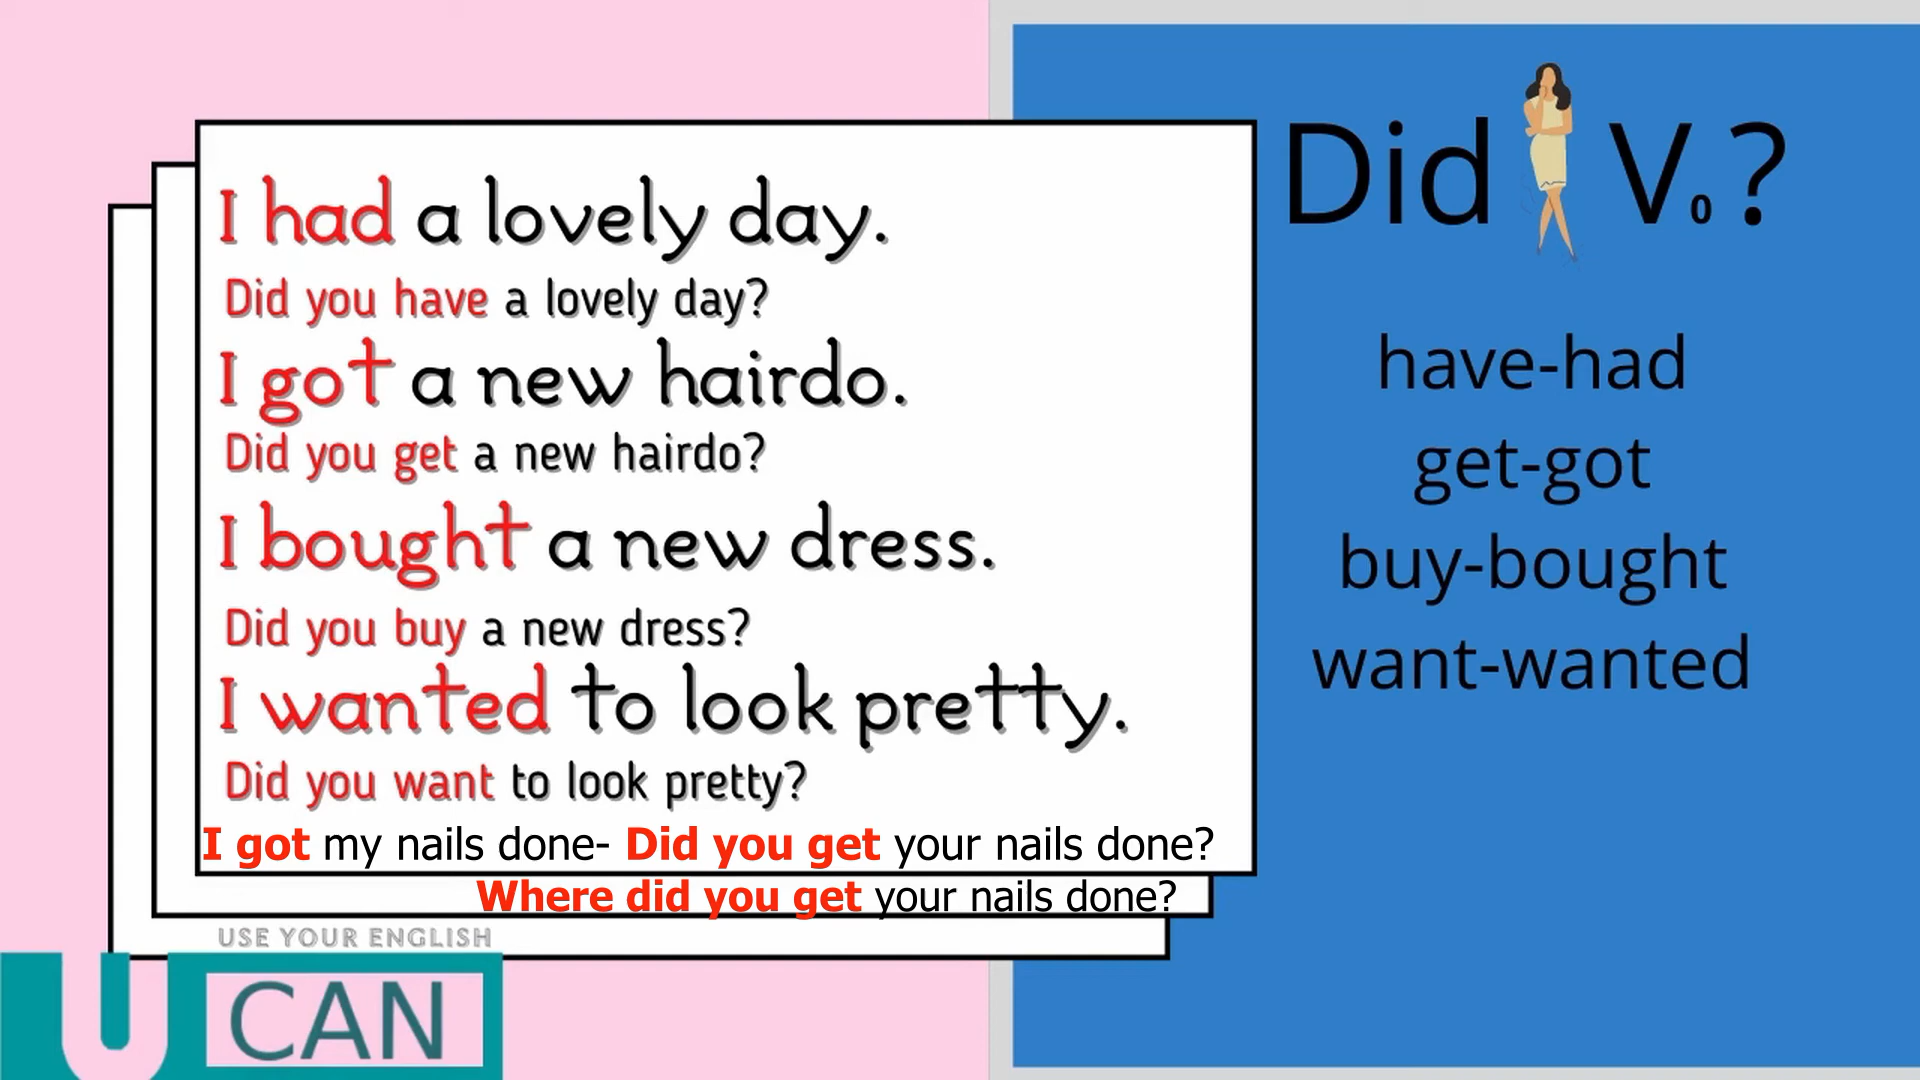 I had a lovely day.
Did you have a lovely day?
I got a new hairdo.
Did you get a new hairdo?
I bought a new dress.
Did you buy a new dress?
I wanted to look pretty.
Did you want to look pretty?
I got my nails done- Did you get your nails done?
Where did you get your nails done?
USE YOUR ENGLISH
U CAN
Did V₀?
have-had
get-got
buy-bought
want-wanted